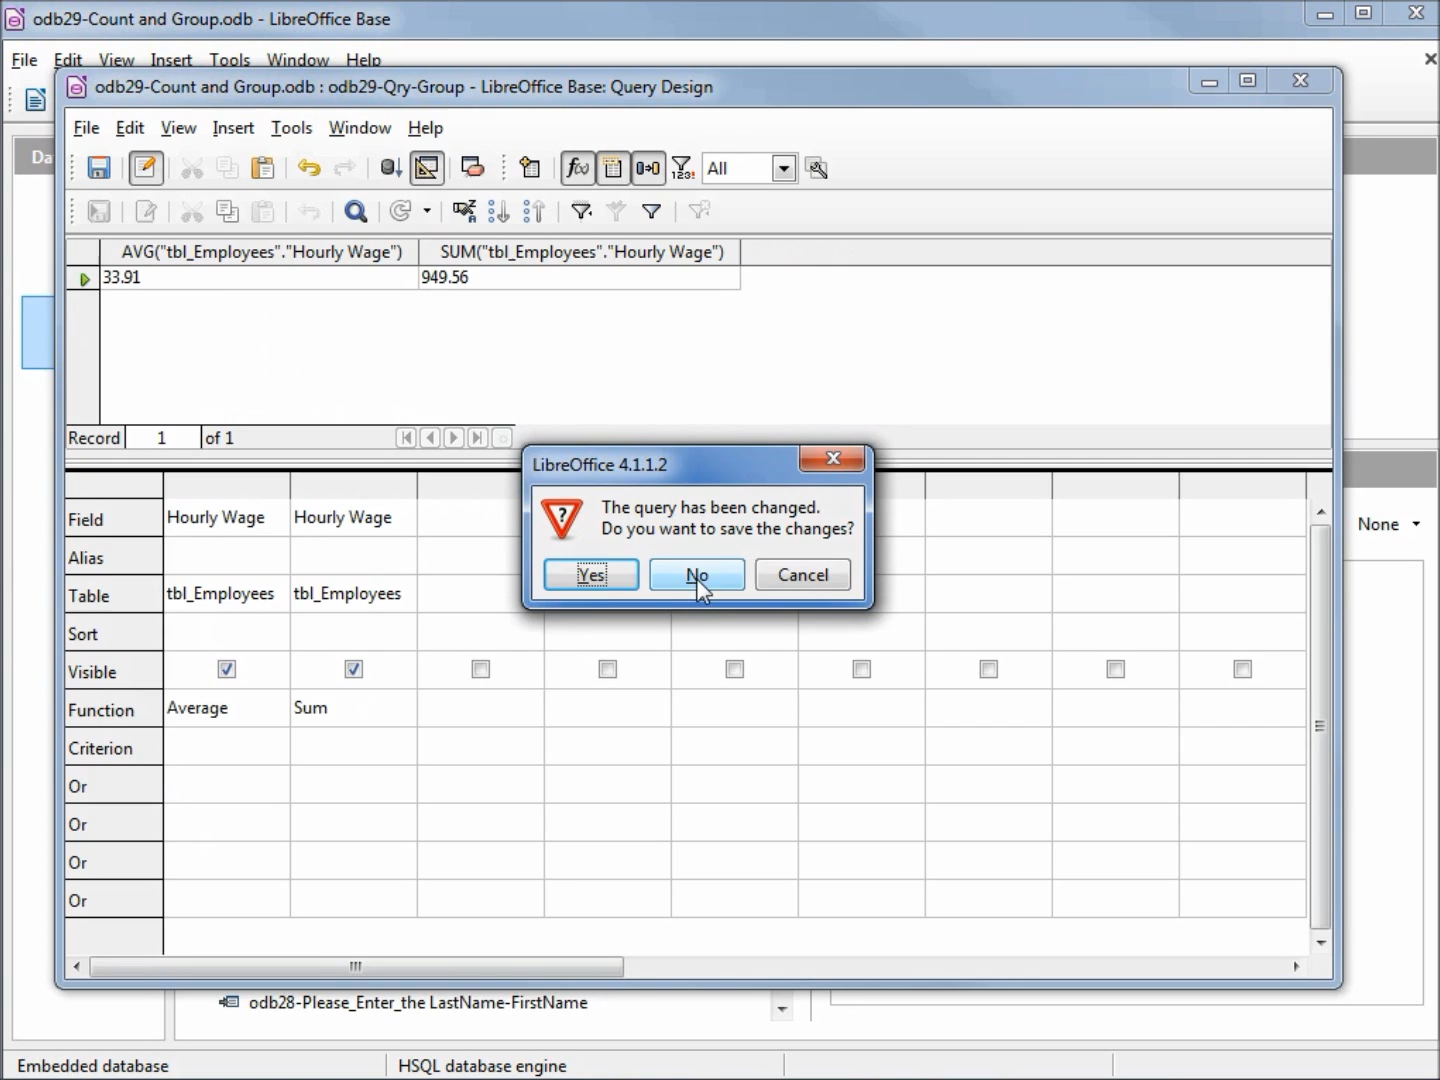 odb29-Count and Group.odb - LibreOffice Base
File Edit View Insert Tools Window Help
odb29-Count and Group.odb : odb29-Qry-Group - LibreOffice Base: Query Design
File Edit View Insert Tools Window Help
Da
All
AVG("tbl_Employees"."Hourly Wage") SUM("tbl_Employees"."Hourly Wage")
33.91 949.56
Record 1 of 1
LibreOffice 4.1.1.2
The query has been changed.
Do you want to save the changes?
Yes No Cancel
Field Hourly Wage Hourly Wage
None
Alias
Table tbl_Employees tbl_Employees
Sort
Visible
Function Average Sum
Criterion
Or
Or
Or
Or
odb28-Please_Enter_the LastName-FirstName
Embedded database HSQL database engine